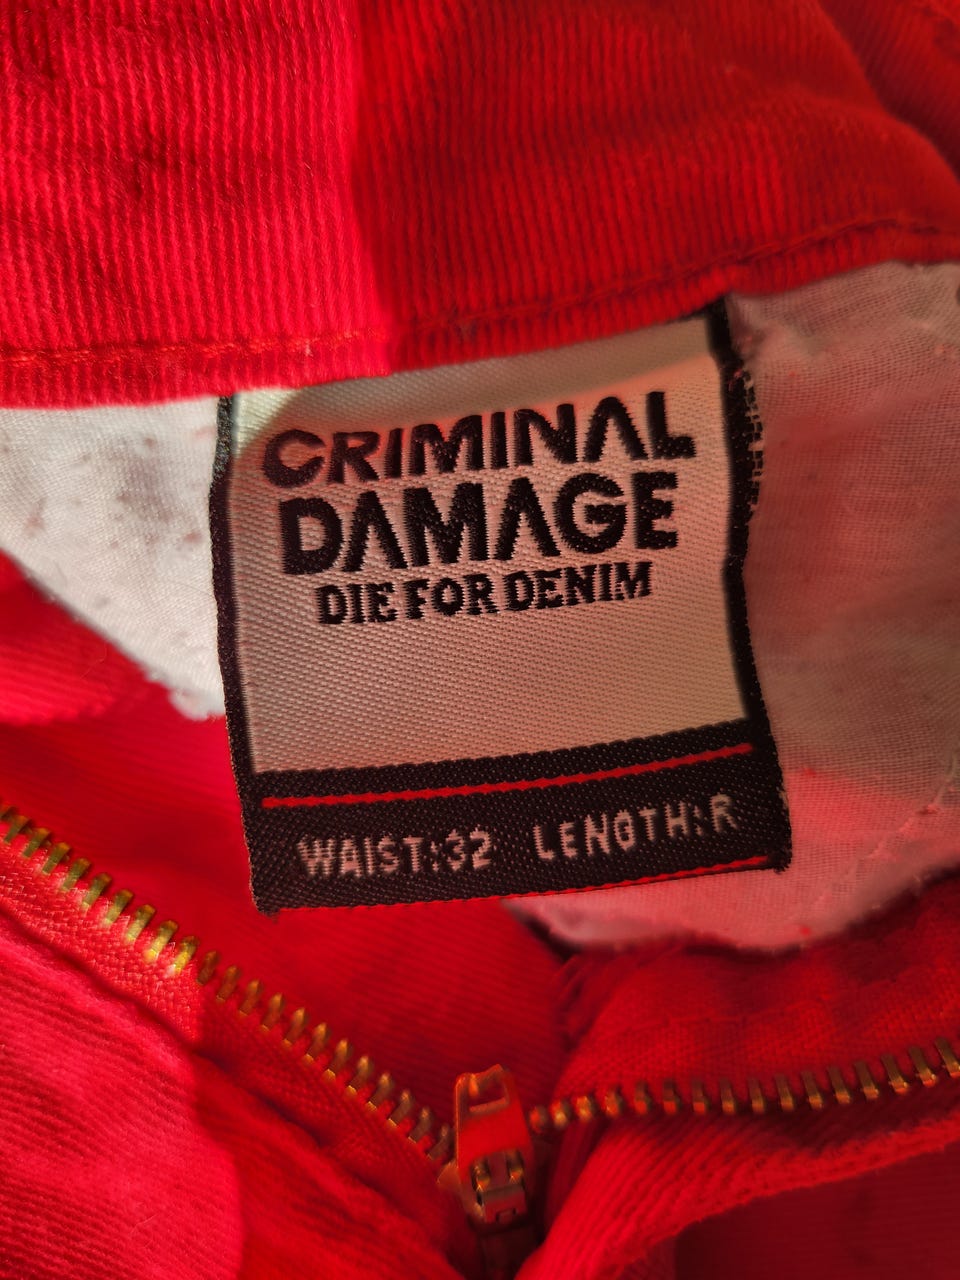 CRIMINAL
DAMAGE
DIE FOR DENIM
WAIST:32 LENGTH:R